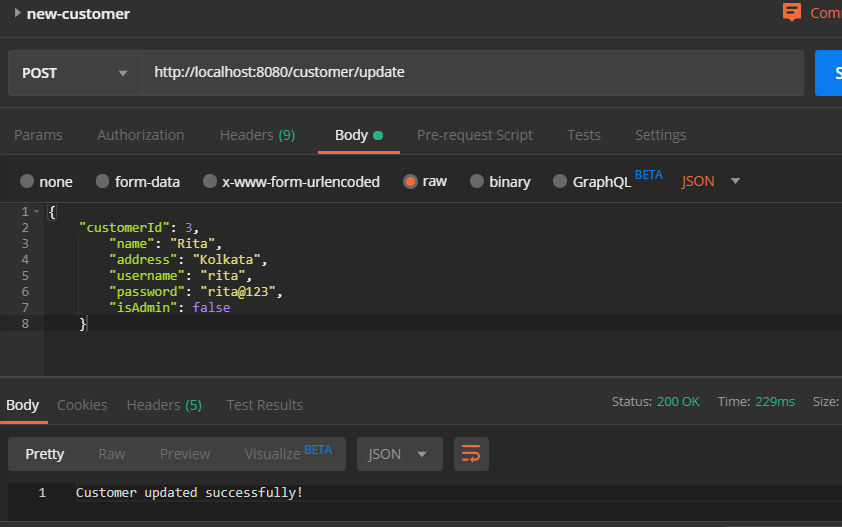 new-customer
Com
POST http://localhost:8080/customer/update S
Params Authorization Headers (9) Body Pre-request Script Tests Settings
none form-data x-www-form-urlencoded raw binary GraphQL BETA JSON
1 {
2 "customerId": 3,
3 "name": "Rita",
4 "address": "Kolkata",
5 "username": "rita",
6 "password": "rita@123",
7 "isAdmin": false
8 }
Body Cookies Headers (5) Test Results Status: 200 OK Time: 229ms Size:
Pretty Raw Preview Visualize BETA JSON
1 Customer updated successfully!